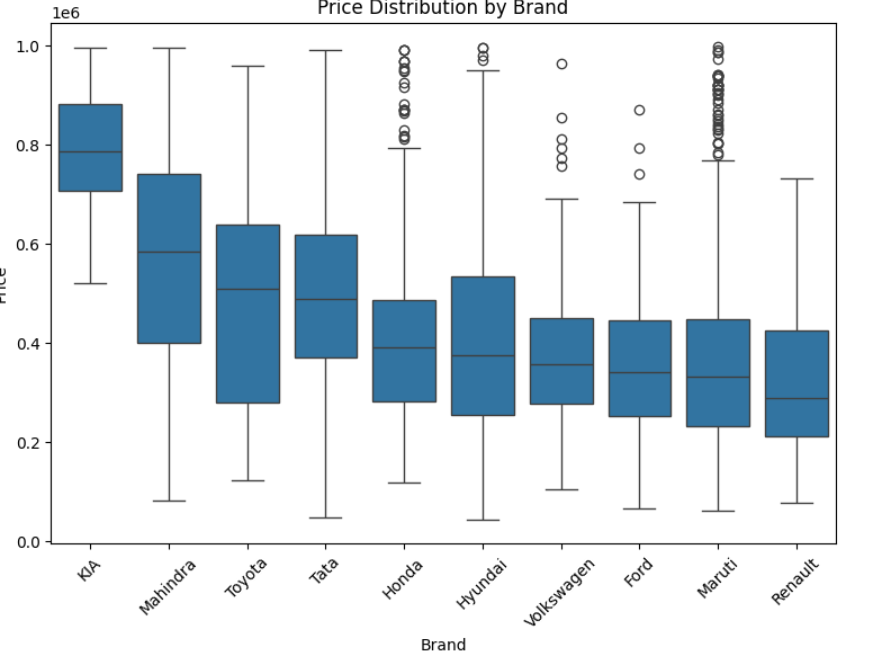 Price Distribution by Brand
1e6
1.0
0.8
0.6
0.4
0.2
0.0
Price
KIA
Mahindra
Toyota
Tata
Honda
Hyundai
Volkswagen
Ford
Maruti
Renault
Brand